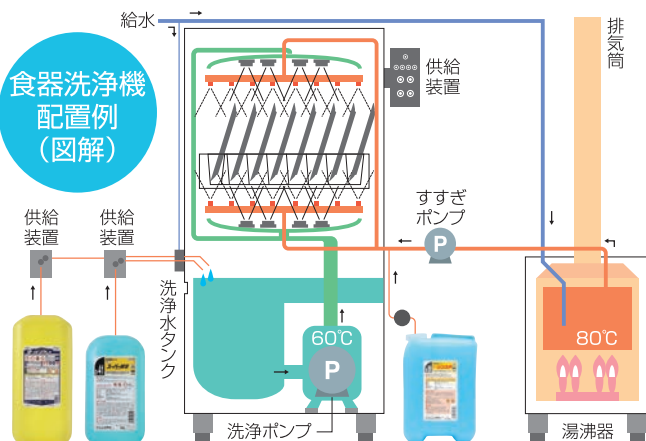 給水
食器洗浄機
配置例
（図解）
供給
装置
排
気
筒
すすぎ
ポンプ
P
供給
装置
供給
装置
洗
浄
水
タ
ン
ク
60℃
P
80℃
洗浄ポンプ
湯沸器